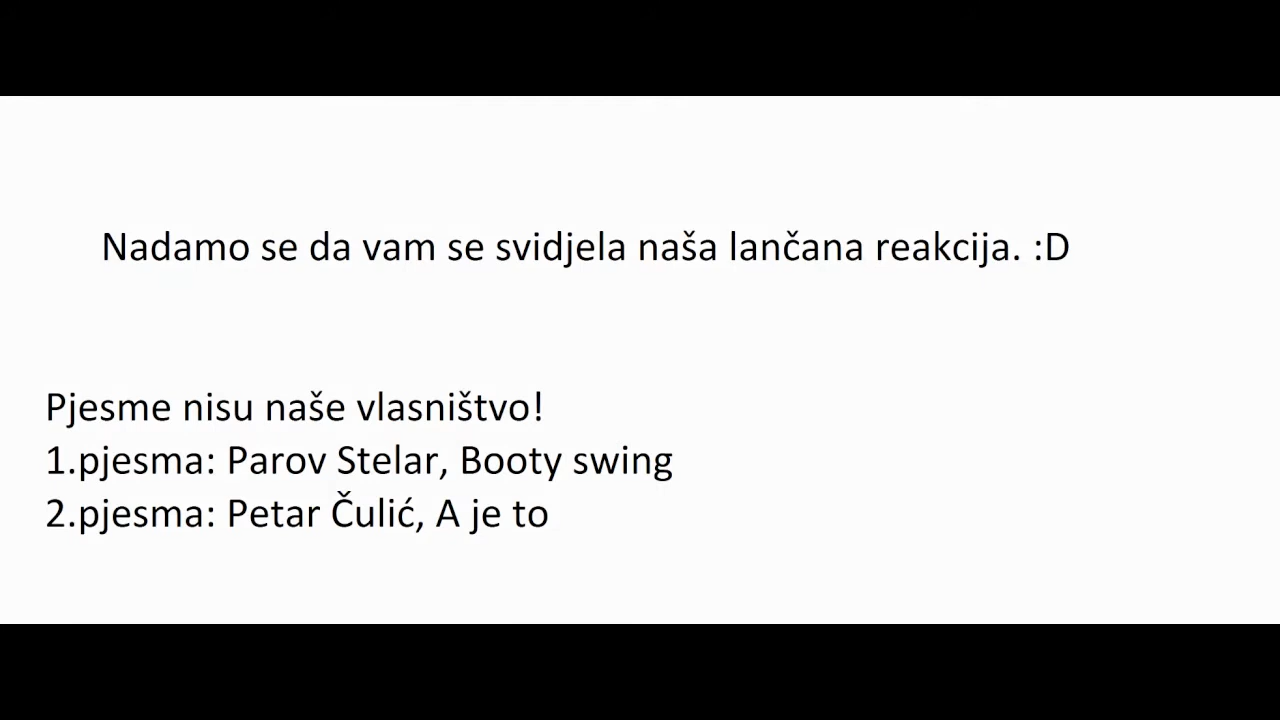 Nadamo se da vam se svidjela naša lančana reakcija. :D
Pjesme nisu naše vlasništvo!
1.pjesma: Parov Stelar, Booty swing
2.pjesma: Petar Čulić, A je to